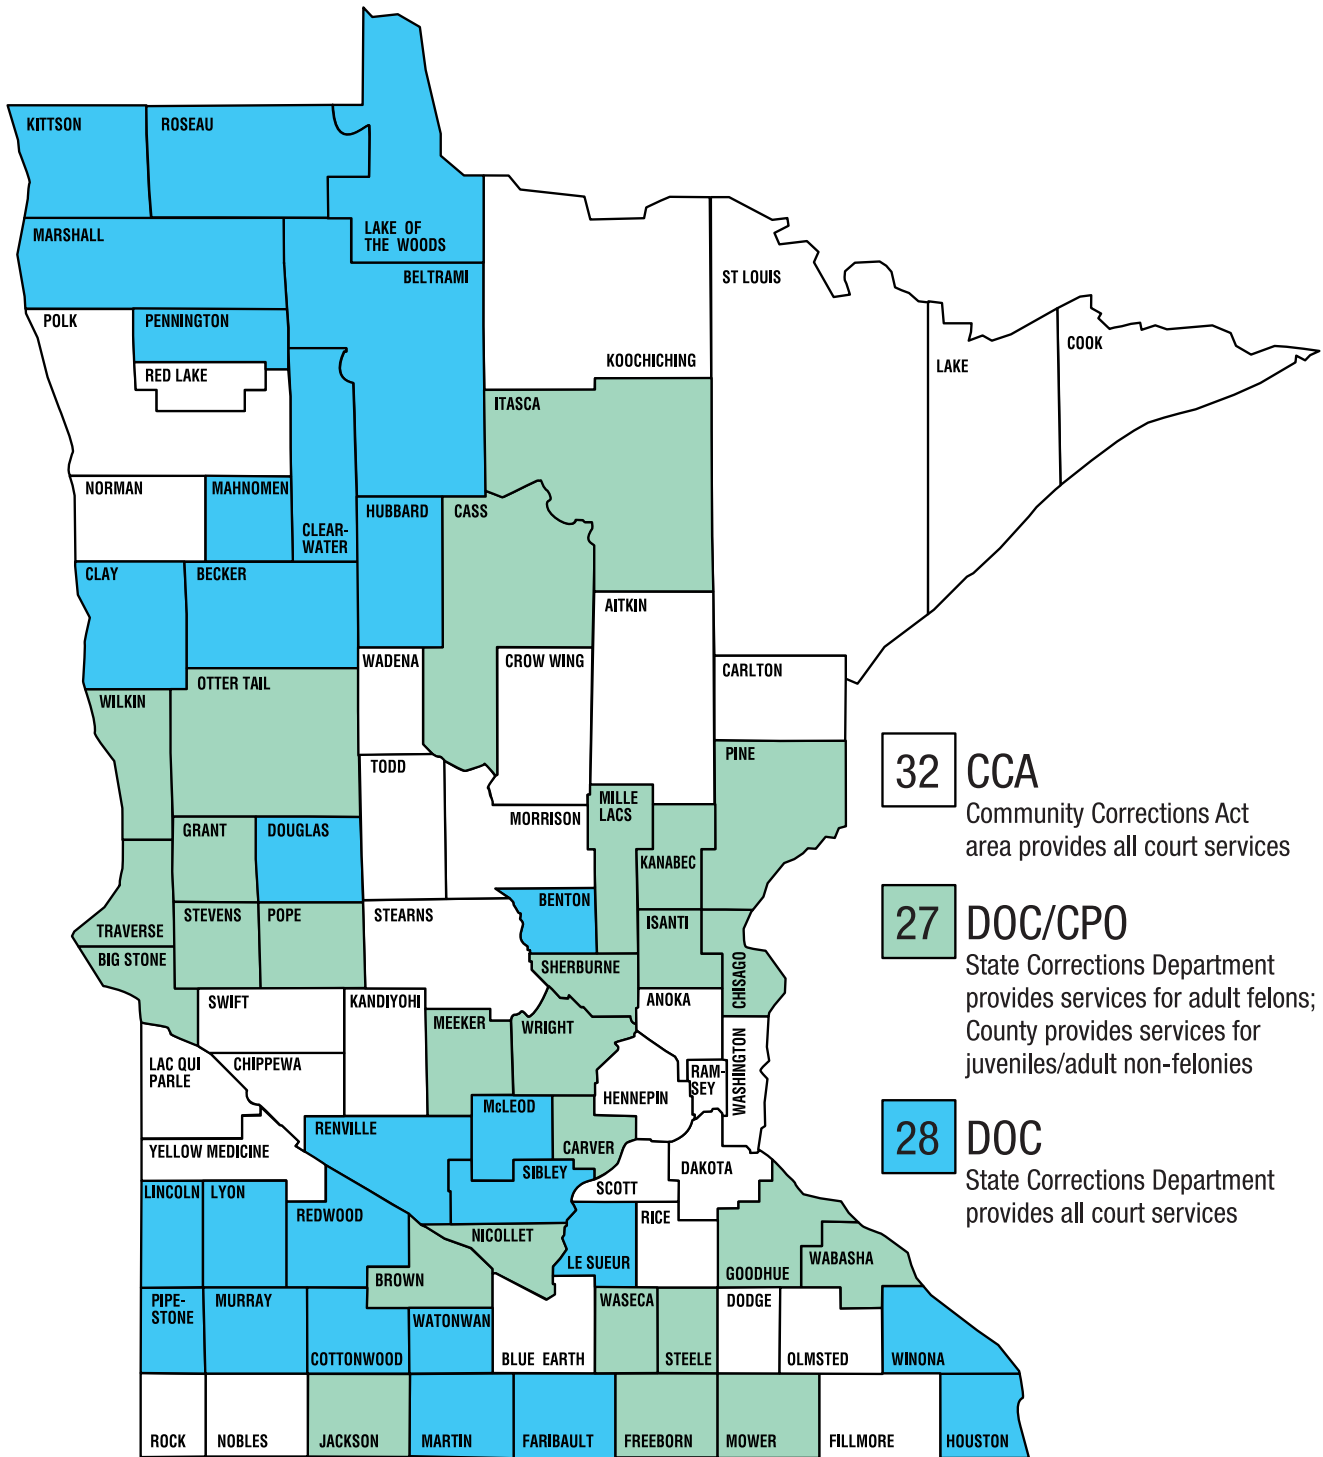 KITTSON
ROSEAU
LAKE OF
THE WOODS
MARSHALL
BELTRAMI
ST LOUIS
POLK
PENNINGTON
KOOCHICHING
LAKE
COOK
RED LAKE
ITASCA
NORMAN
MAHNOMEN
CLEAR-
WATER
HUBBARD
CASS
CLAY
BECKER
AITKIN
WADENA
CROW WING
CARLTON
WILKIN
OTTER TAIL
TODD
PINE
MILLE
LACS
MORRISON
GRANT
DOUGLAS
KANABEC
BENTON
TRAVERSE
STEVENS
POPE
STEARNS
ISANTI
BIG STONE
SHERBURNE
CHISAGO
SWIFT
KANDIYOHI
ANOKA
MEEKER
WRIGHT
LAC QUI
PARLE
CHIPPEWA
RAM-
SEY
WASHINGTON
HENNEPIN
McLEOD
RENVILLE
YELLOW MEDICINE
CARVER
SIBLEY
DAKOTA
SCOTT
LINCOLN
LYON
REDWOOD
RICE
NICOLLET
LE SUEUR
GOODHUE
WABASHA
BROWN
PIPE-
STONE
MURRAY
WATONWAN
WASECA
DODGE
COTTONWOOD
BLUE EARTH
STEELE
OLMSTED
WINONA
ROCK
NOBLES
JACKSON
MARTIN
FARIBAULT
FREEBORN
MOWER
FILLMORE
HOUSTON
32 CCA
Community Corrections Act
area provides all court services
27 DOC/CPO
State Corrections Department
provides services for adult felons;
County provides services for
juveniles/adult non-felonies
28 DOC
State Corrections Department
provides all court services